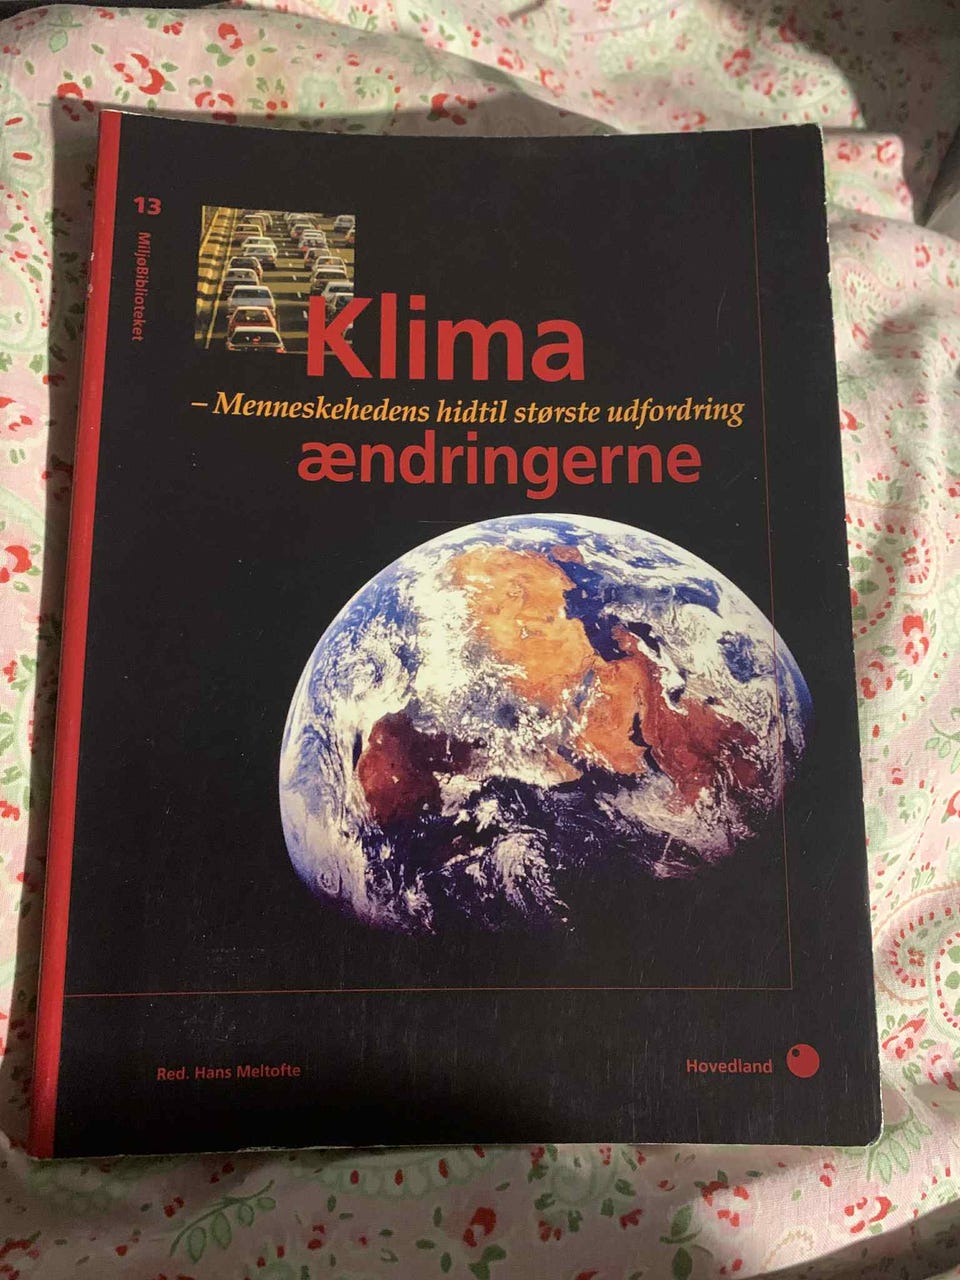 13
MiljøBiblioteket
Klima
– Menneskehedens hidtil største udfordring
ændringerne
Red. Hans Meltofte
Hovedland